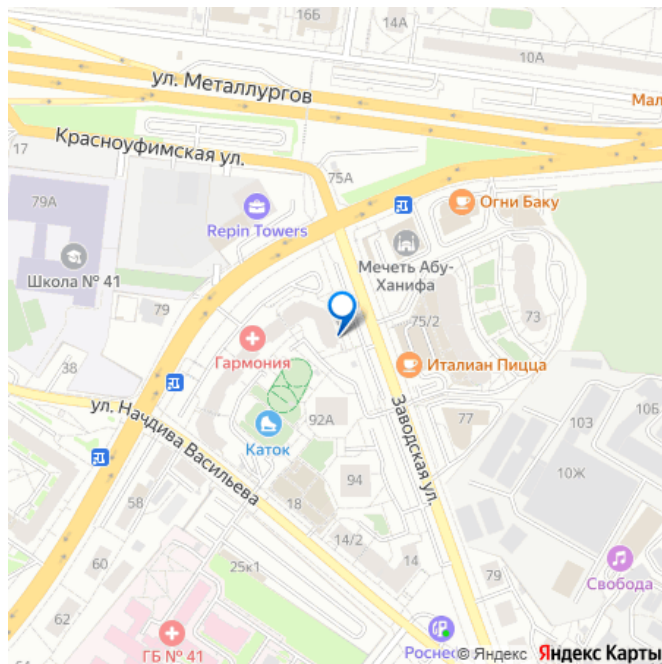 16Б
14А
10А
ул. Металлургов
Мал
Красноуфимская ул.
17
75А
79А
Огни Баку
Repin Towers
Мечеть Абу-
Ханифа
Школа № 41
79
75/2
73
Гармония
Италиан Пицца
38
ул. Начдива Васильева
92А
Заводская ул.
77
103
10Б
Каток
94
10Ж
18
58
14/2
14
60
25к1
79
Свобода
62
ГБ № 41
Роснеф
© Яндекс Яндекс Карты